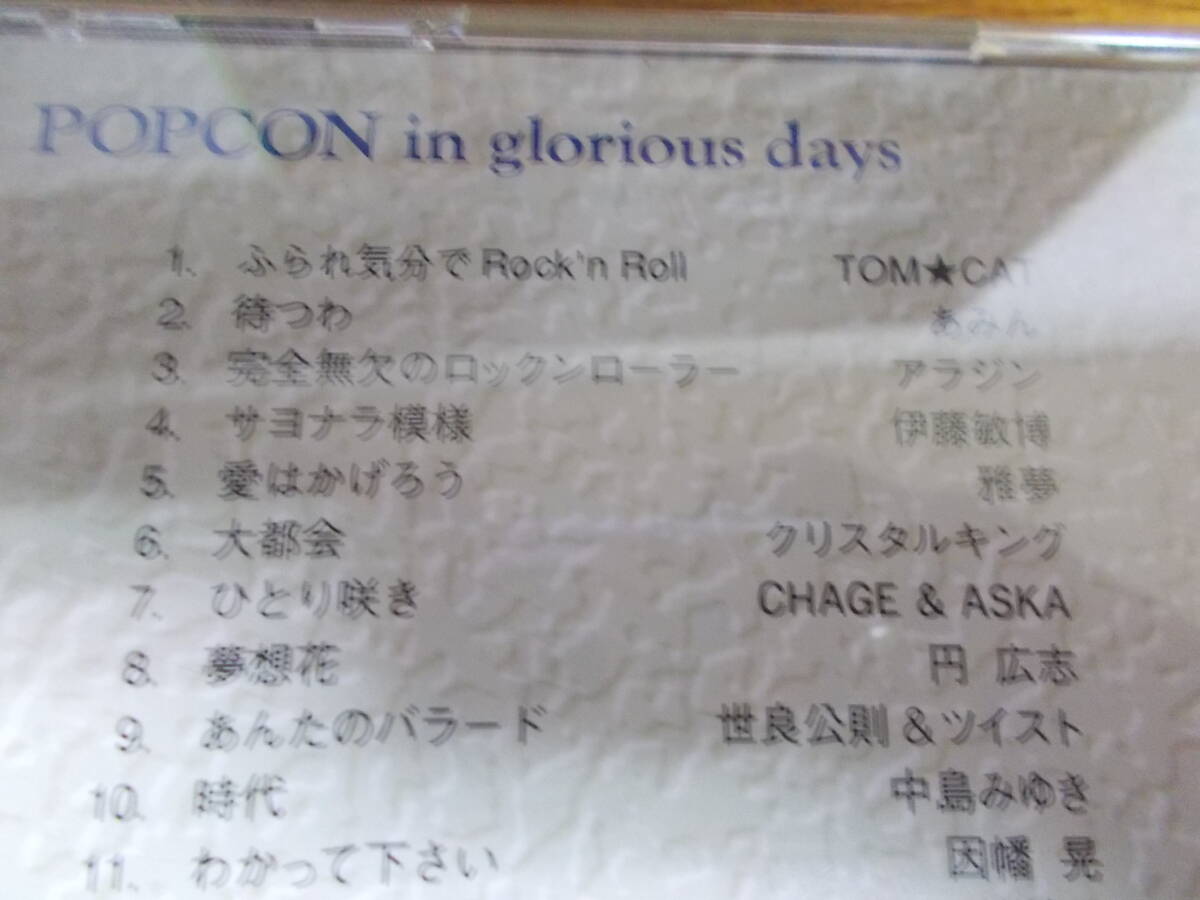 POPCON in glorious days
1. ふられ気分でRock'n Roll TOM★CAT
2. 待つわ あみん
3. 完全無欠のロックンローラー アラジン
4. サヨナラ模様 伊藤敏博
5. 愛はかげろう 雅夢
6. 大都会 クリスタルキング
7. ひとり咲き CHAGE & ASKA
8. 夢想花 円 広志
9. あんたのバラード 世良公則&ツイスト
10. 時代 中島みゆき
11. わかって下さい 因幡 晃